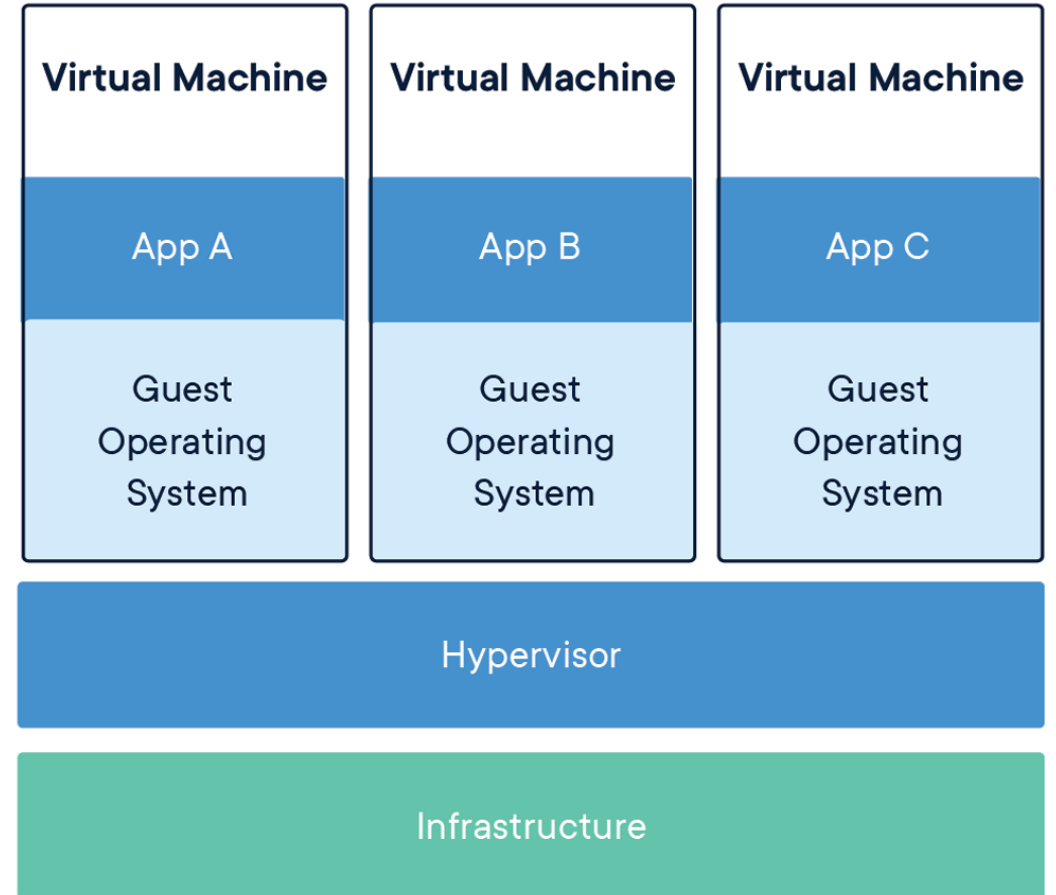 Virtual Machine
Virtual Machine
Virtual Machine
App A
App B
App C
Guest
Operating
System
Guest
Operating
System
Guest
Operating
System
Hypervisor
Infrastructure